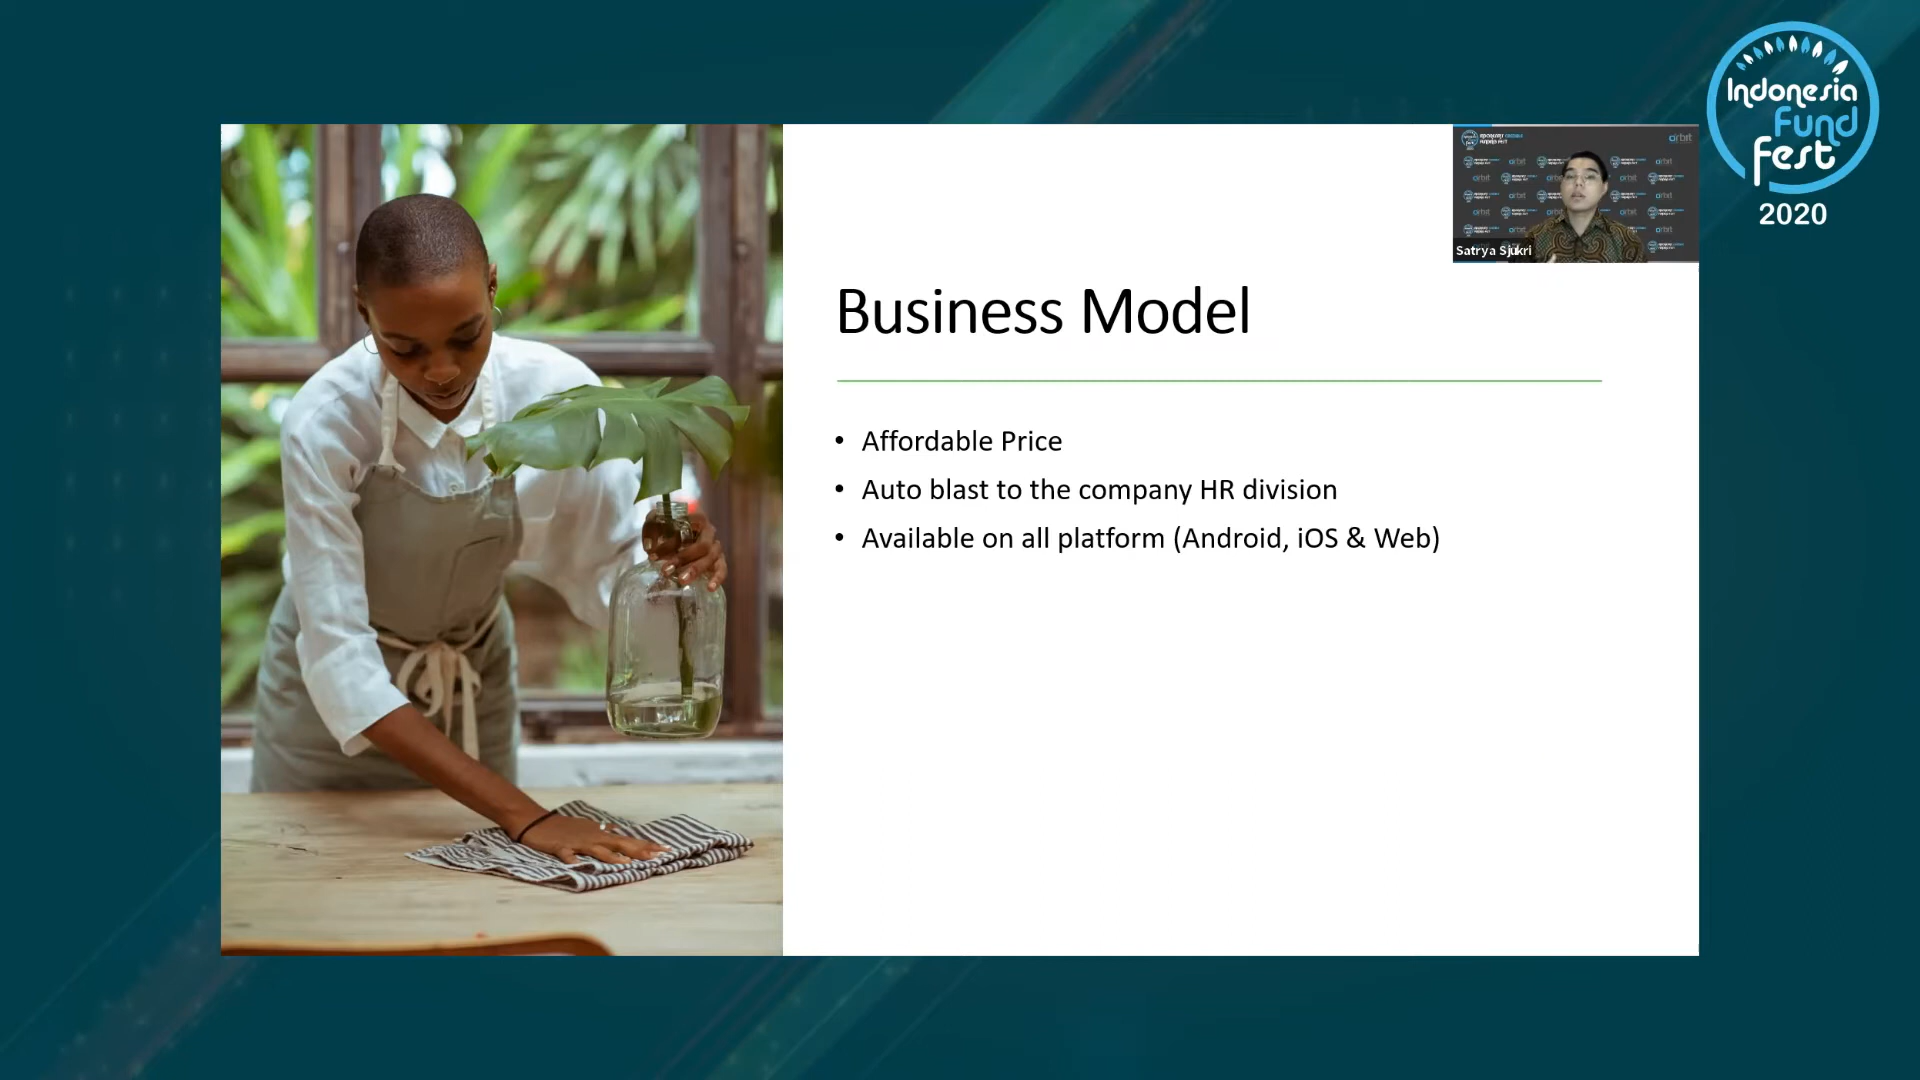 Indonesia
Fund
Fest
2020
arbit
Satrya Sjukri
Business Model
• Affordable Price
• Auto blast to the company HR division
• Available on all platform (Android, iOS & Web)